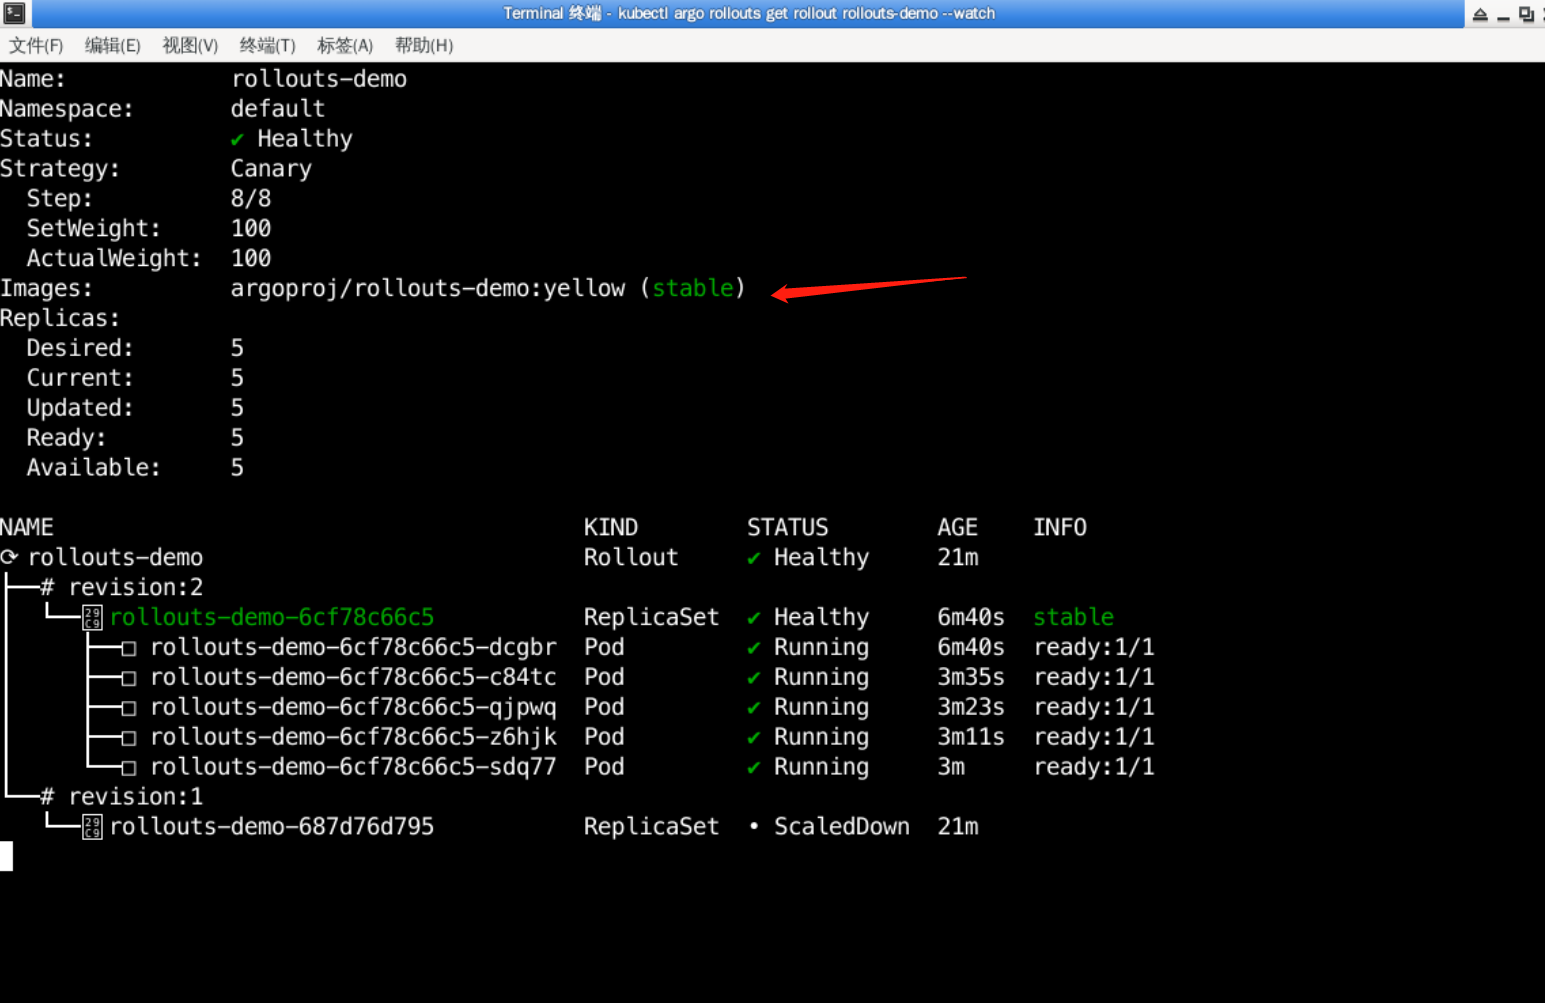 Terminal 终端 - kubectl argo rollouts get rollout rollouts-demo --watch
文件(F) 编辑(E) 视图(V) 终端(T) 标签(A) 帮助(H)
Name: rollouts-demo
Namespace: default
Status: ✔ Healthy
Strategy: Canary
Step: 8/8
SetWeight: 100
ActualWeight: 100
Images: argoproj/rollouts-demo:yellow (stable)
Replicas:
Desired: 5
Current: 5
Updated: 5
Ready: 5
Available: 5
NAME KIND STATUS AGE INFO
⟳ rollouts-demo Rollout ✔ Healthy 21m
├──# revision:2
│ └──⧉ rollouts-demo-6cf78c66c5 ReplicaSet ✔ Healthy 6m40s stable
│ ├──□ rollouts-demo-6cf78c66c5-dcgbr Pod ✔ Running 6m40s ready:1/1
│ ├──□ rollouts-demo-6cf78c66c5-c84tc Pod ✔ Running 3m35s ready:1/1
│ ├──□ rollouts-demo-6cf78c66c5-qjpwq Pod ✔ Running 3m23s ready:1/1
│ ├──□ rollouts-demo-6cf78c66c5-z6hjk Pod ✔ Running 3m11s ready:1/1
│ └──□ rollouts-demo-6cf78c66c5-sdq77 Pod ✔ Running 3m ready:1/1
└──# revision:1
└──⧉ rollouts-demo-687d76d795 ReplicaSet • ScaledDown 21m